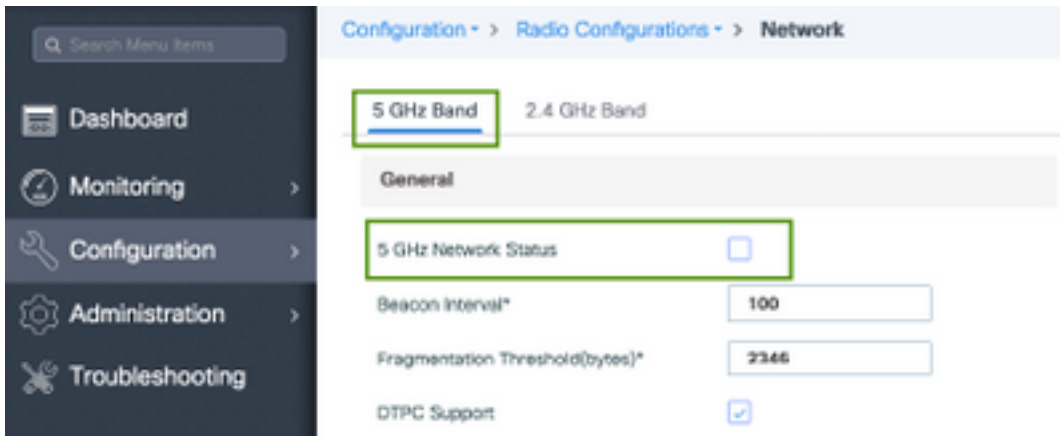 Search Menu Items
Configuration > Radio Configurations > Network
Dashboard
Monitoring >
Configuration >
Administration >
Troubleshooting
5 GHz Band 2.4 GHz Band
General
5 GHz Network Status
Beacon Interval* 100
Fragmentation Threshold(bytes)* 2346
DTPC Support